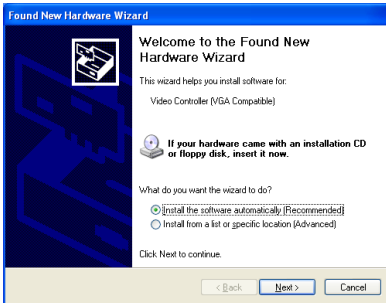 Found New Hardware Wizard
Welcome to the Found New
Hardware Wizard
This wizard helps you install software for:
Video Controller (VGA Compatible)
If your hardware came with an installation CD
or floppy disk, insert it now.
What do you want the wizard to do?
Install the software automatically (Recommended)
Install from a list or specific location (Advanced)
Click Next to continue.
< Back Next > Cancel